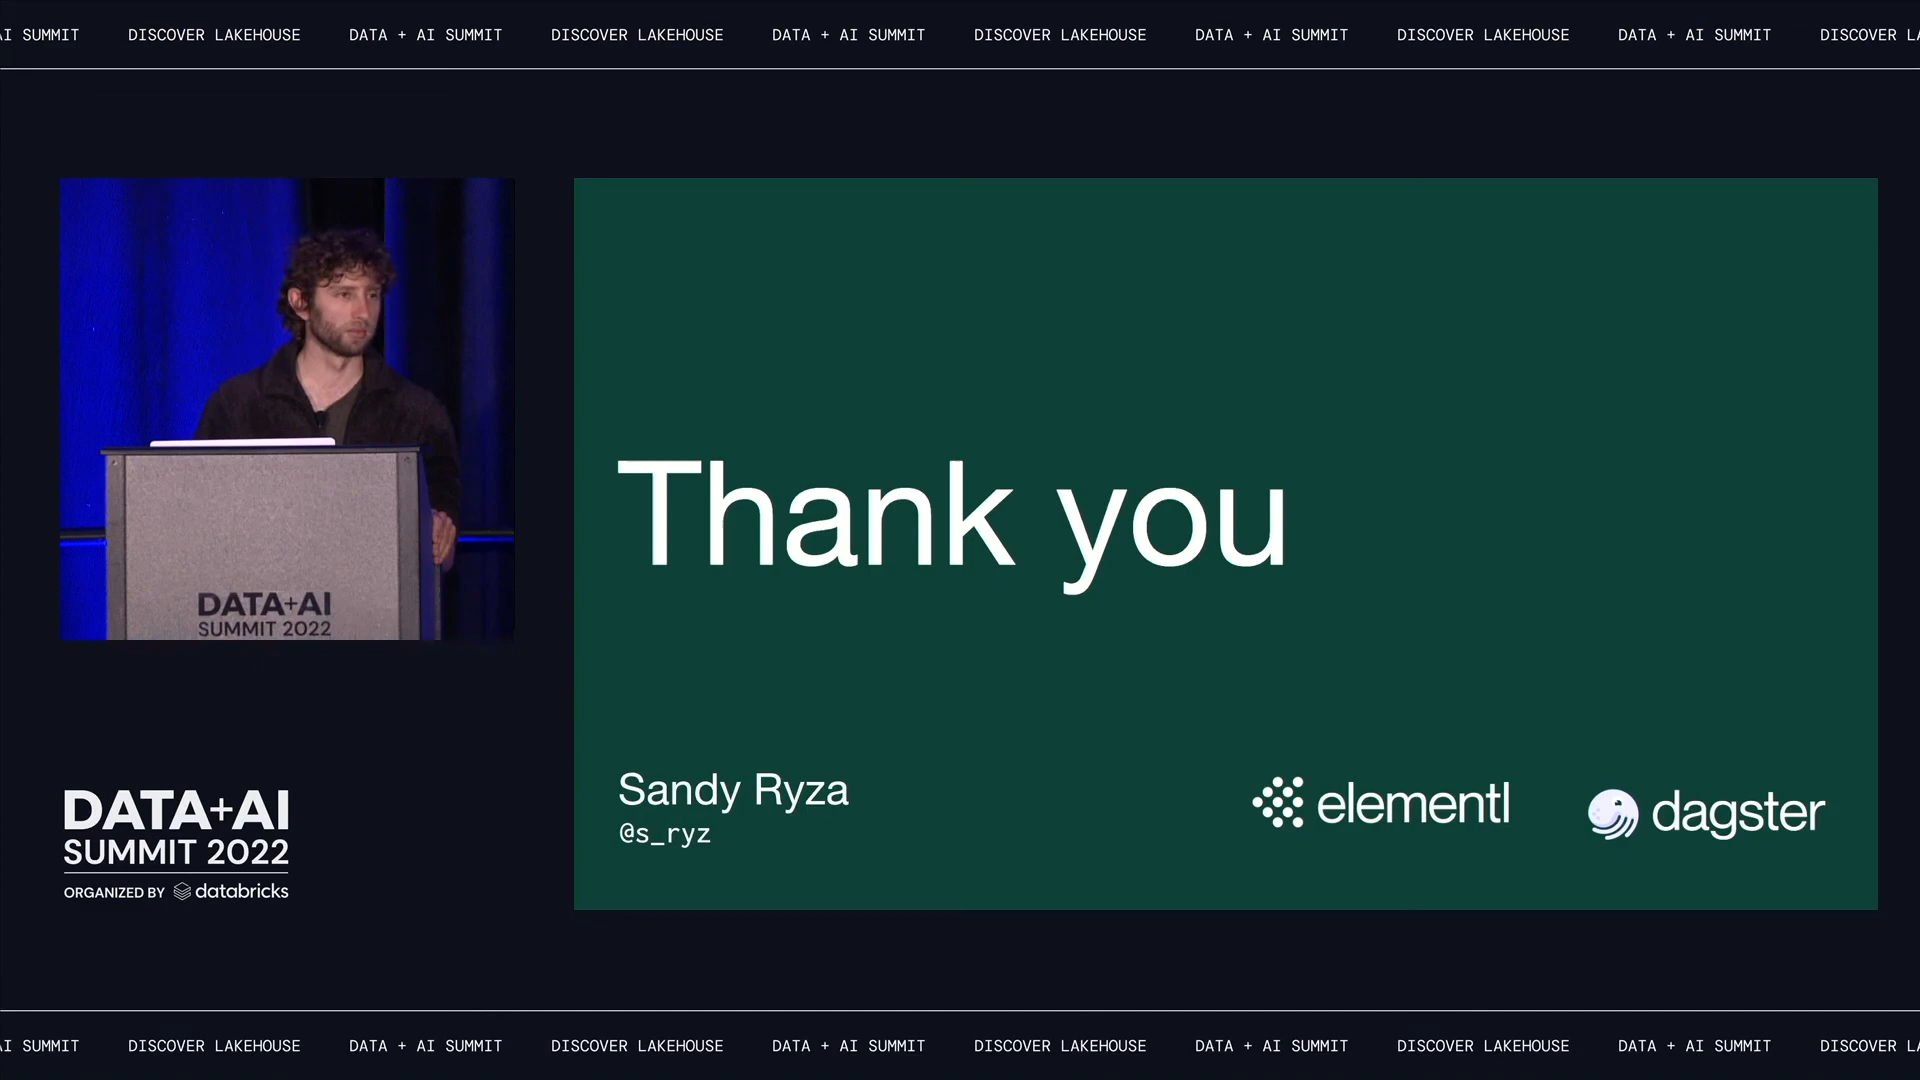 AI SUMMIT DISCOVER LAKEHOUSE DATA + AI SUMMIT DISCOVER LAKEHOUSE DATA + AI SUMMIT DISCOVER LAKEHOUSE DATA + AI SUMMIT DISCOVER LAKEHOUSE DATA + AI SUMMIT DISCOVER LA
DATA+AI
SUMMIT 2022
Thank you
Sandy Ryza
@s_ryz
elementl
dagster
DATA+AI
SUMMIT 2022
ORGANIZED BY databricks
AI SUMMIT DISCOVER LAKEHOUSE DATA + AI SUMMIT DISCOVER LAKEHOUSE DATA + AI SUMMIT DISCOVER LAKEHOUSE DATA + AI SUMMIT DISCOVER LAKEHOUSE DATA + AI SUMMIT DISCOVER LA